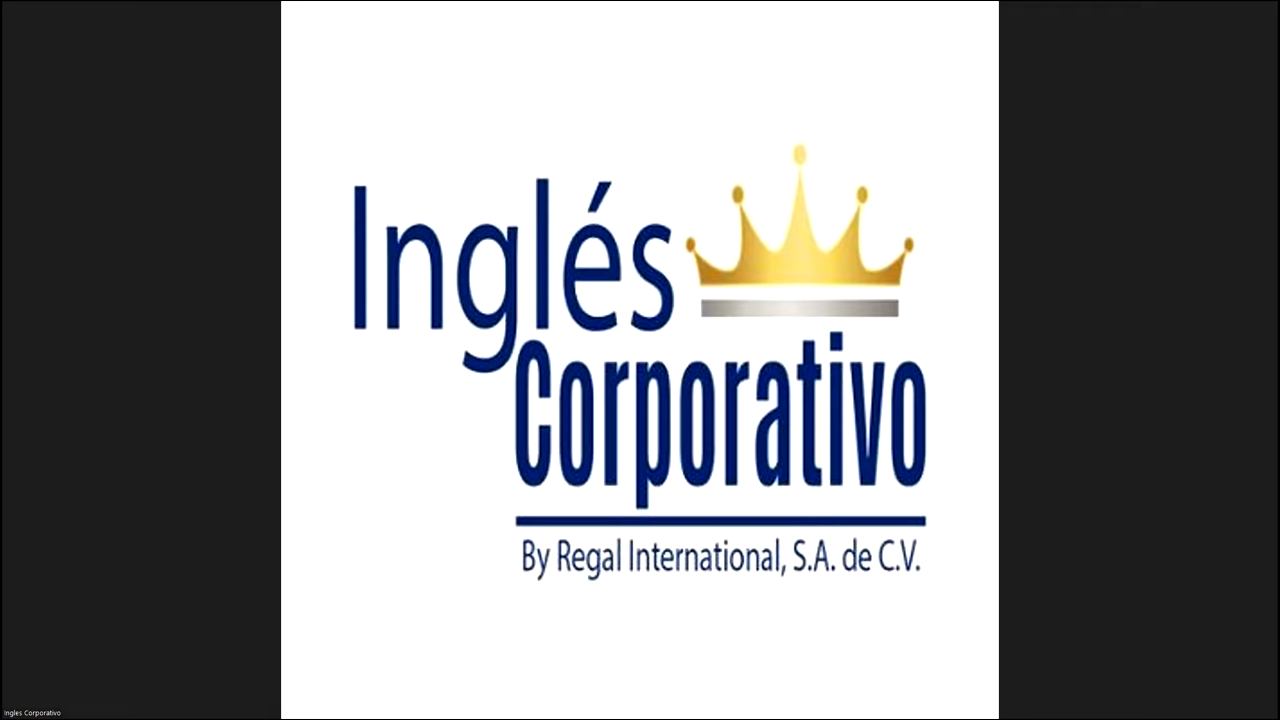 Inglés
Corporativo
By Regal International, S.A. de C.V.
Ingles Corporativo